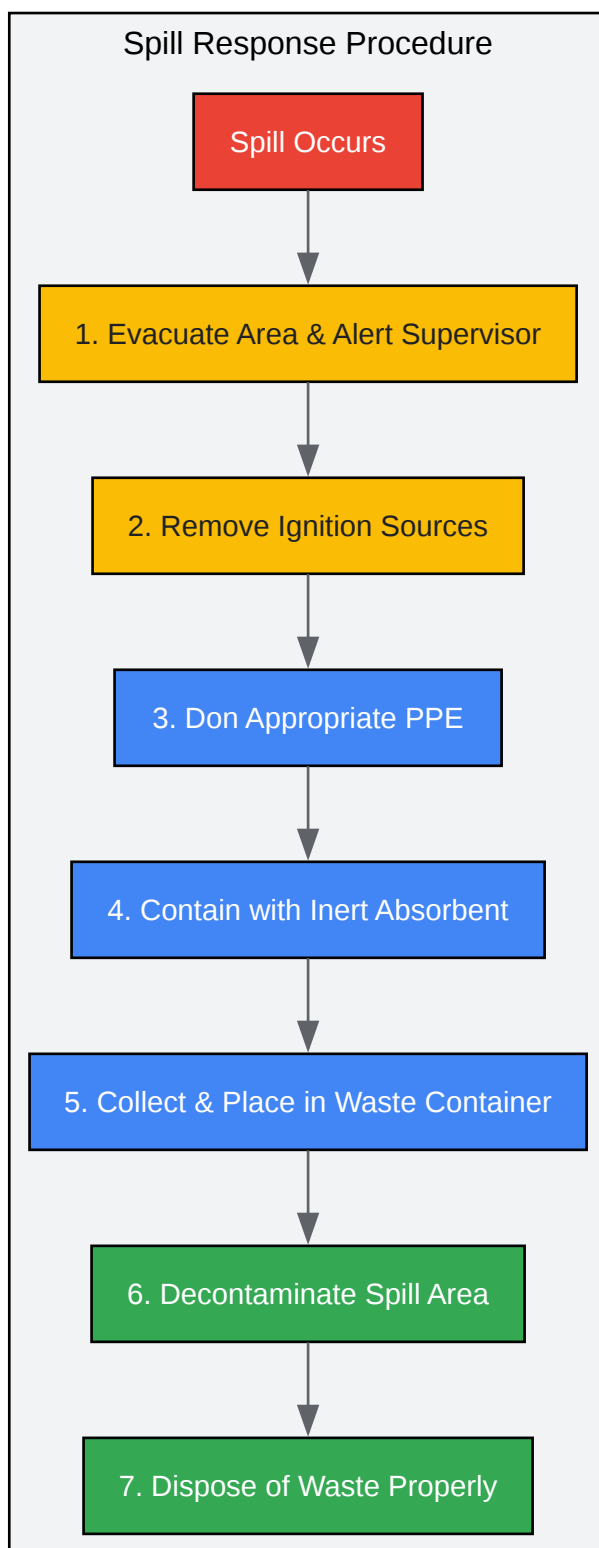 Spill Response Procedure
Spill Occurs
1. Evacuate Area & Alert Supervisor
2. Remove Ignition Sources
3. Don Appropriate PPE
4. Contain with Inert Absorbent
5. Collect & Place in Waste Container
6. Decontaminate Spill Area
7. Dispose of Waste Properly